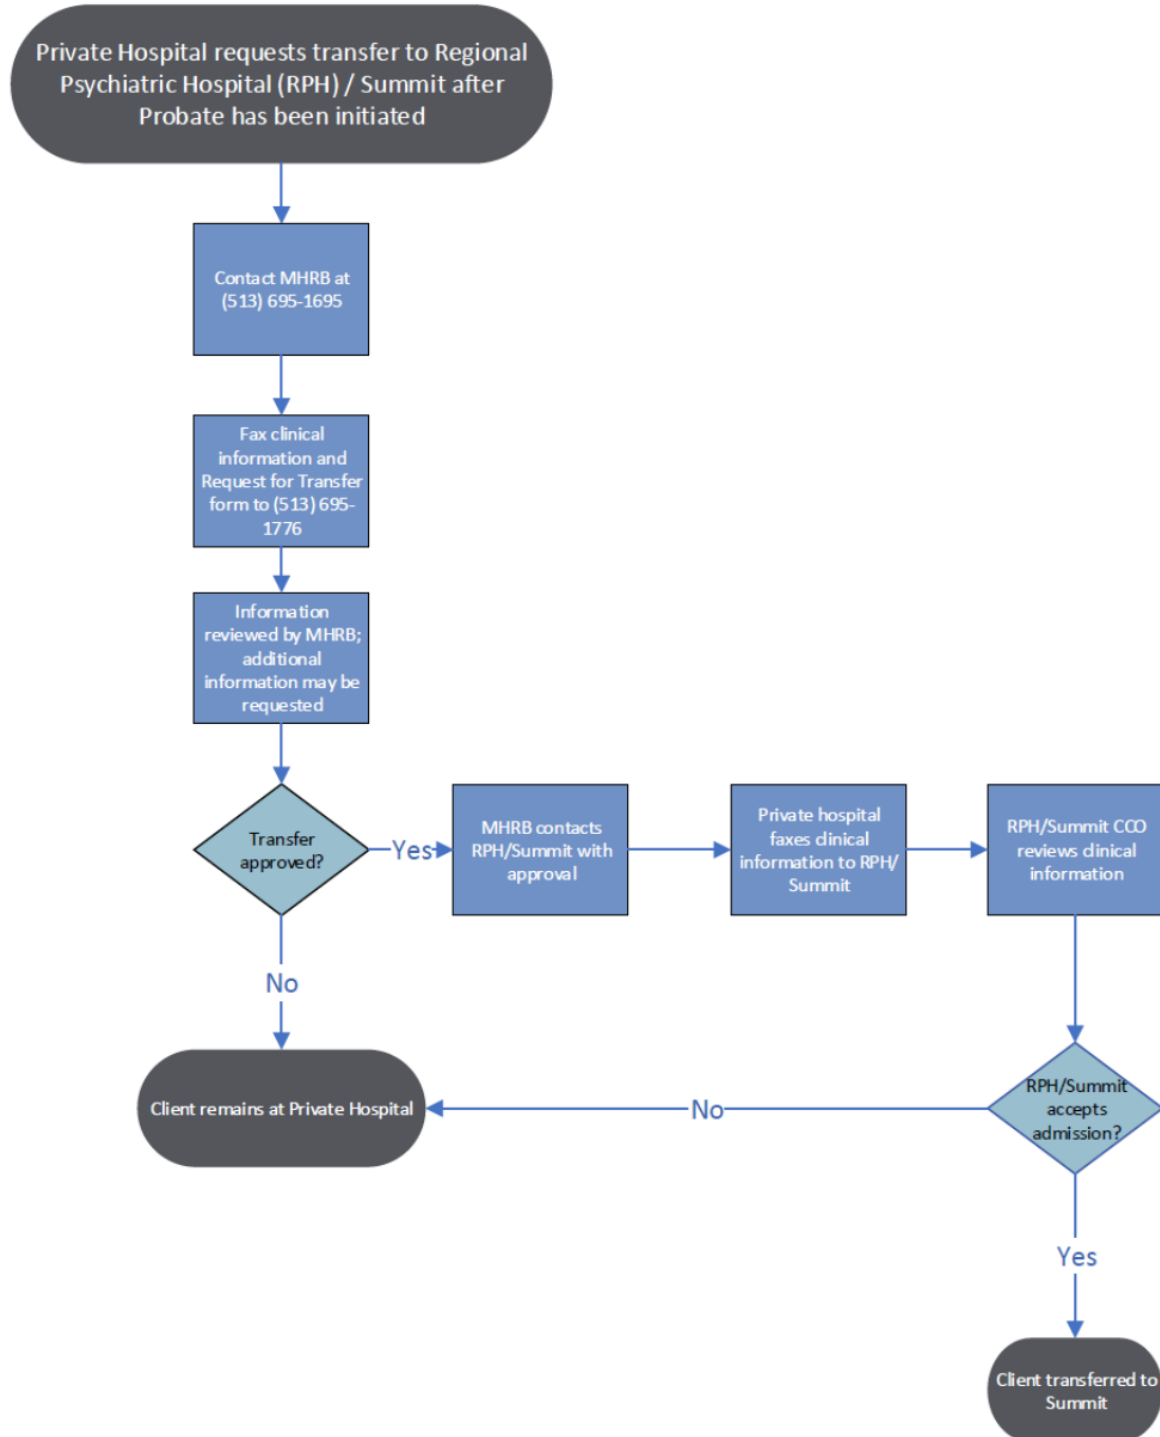 Private Hospital requests transfer to Regional
Psychiatric Hospital (RPH) / Summit after
Probate has been initiated
Contact MHRB at
(513) 695-1695
Fax clinical
information and
Request for Transfer
form to (513) 695-
1776
Information
reviewed by MHRB;
additional
information may be
requested
Transfer
approved?
Yes
MHRB contacts
RPH/Summit with
approval
Private hospital
faxes clinical
information to RPH/
Summit
RPH/Summit CCO
reviews clinical
information
No
Client remains at Private Hospital
No
RPH/Summit
accepts
admission?
Yes
Client transferred to
Summit